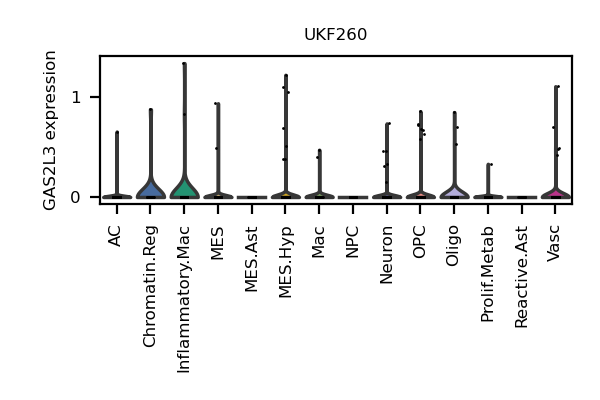 UKF260
GAS2L3 expression
1
0
AC
Chromatin.Reg
Inflammatory.Mac
MES
MES.Ast
MES.Hyp
Mac
NPC
Neuron
OPC
Oligo
Prolif.Metab
Reactive.Ast
Vasc